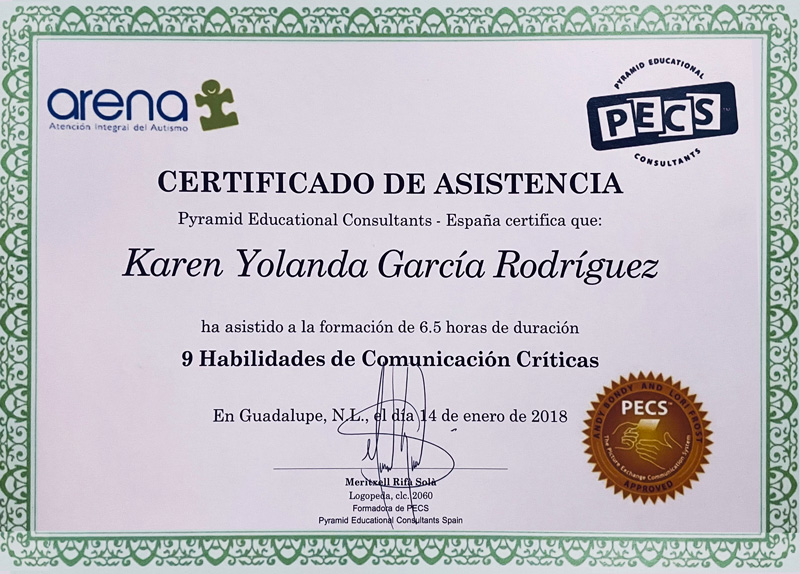 arena
Atención Integral del Autismo
PYRAMID EDUCATIONAL
PECS™
CONSULTANTS
CERTIFICADO DE ASISTENCIA
Pyramid Educational Consultants - España certifica que:
Karen Yolanda García Rodríguez
ha asistido a la formación de 6.5 horas de duración
9 Habilidades de Comunicación Críticas
En Guadalupe, N.L., el día 14 de enero de 2018
ANDY BONDY AND LORI FROST
PECS™
The Picture Exchange Communication System
APPROVED
Meritxell Rifà Solà
Logopeda, clc. 2060
Formadora de PECS
Pyramid Educational Consultants Spain